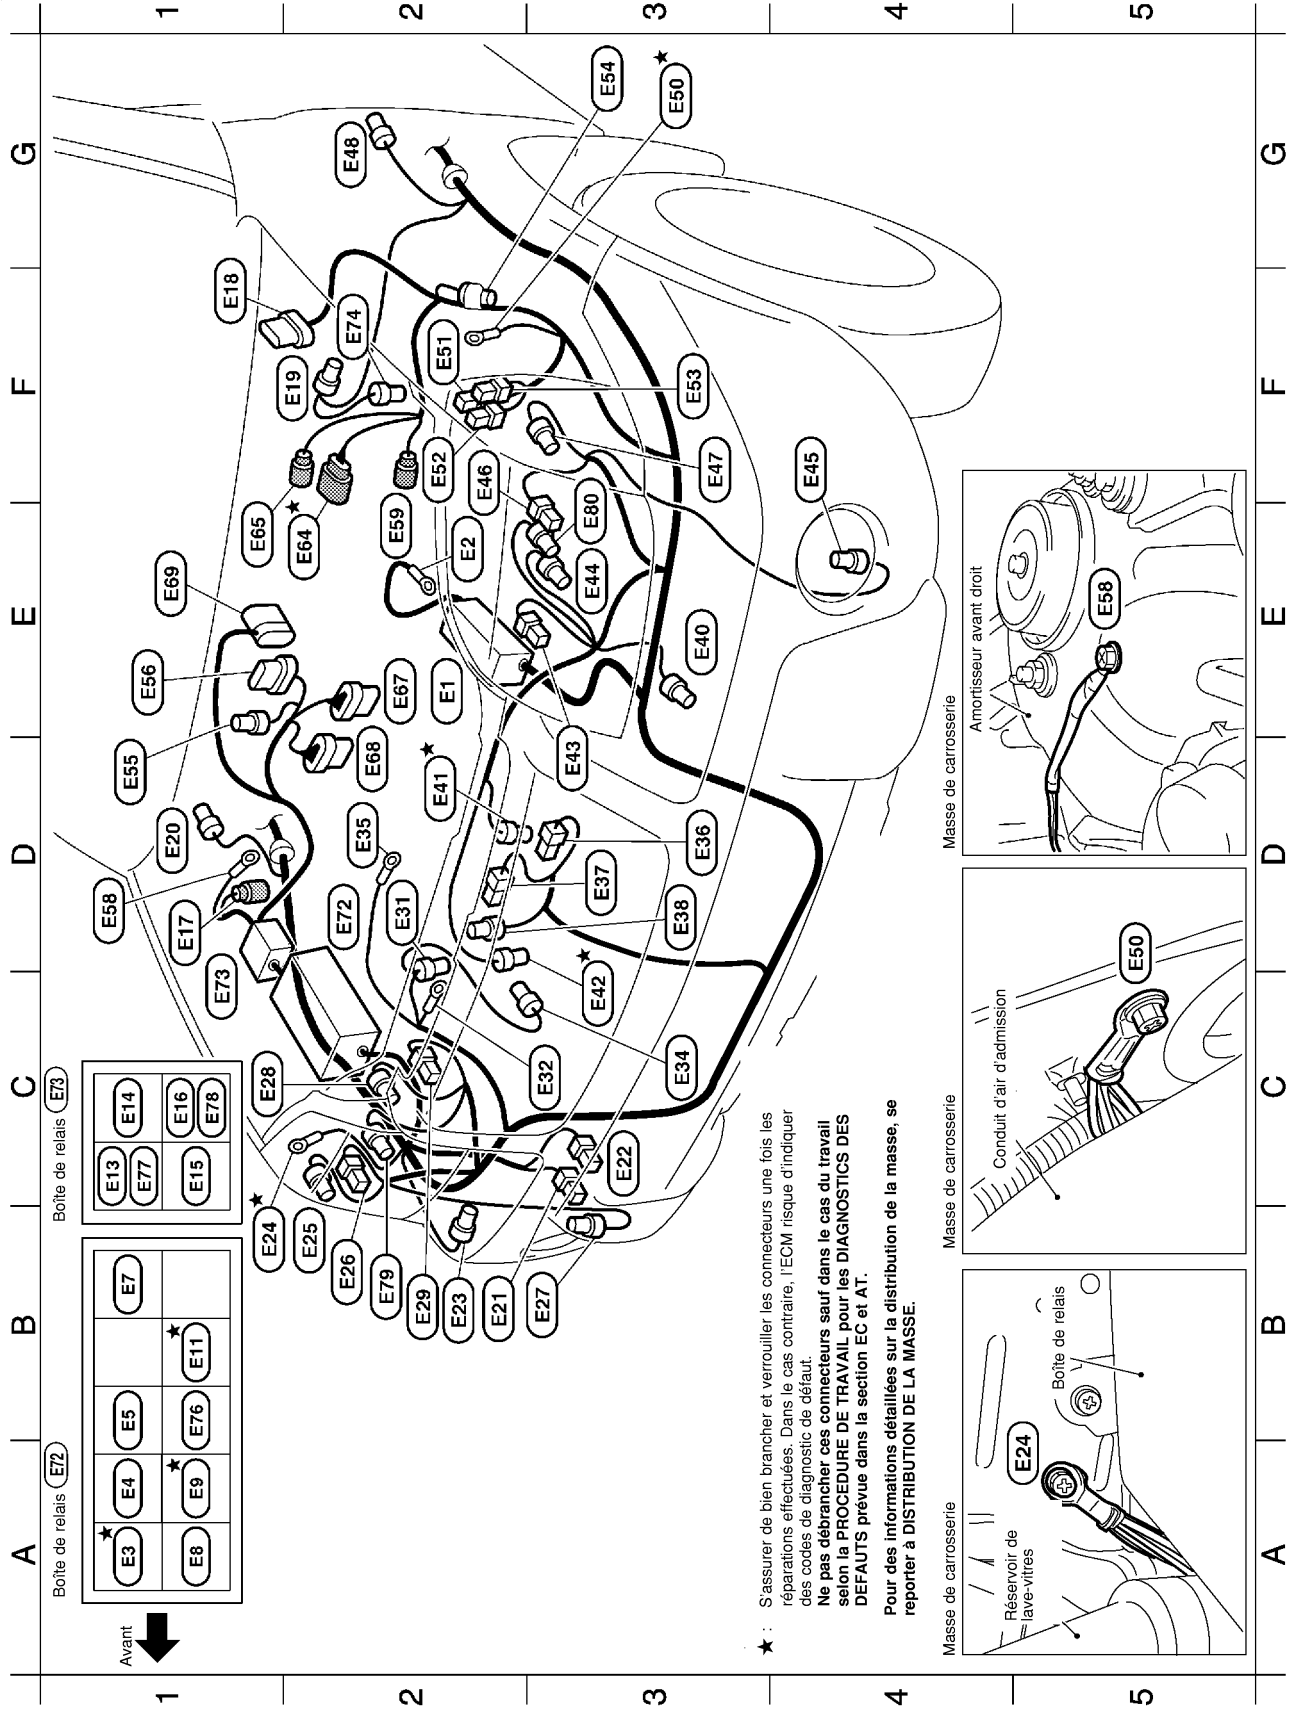 A
B
C
D
E
F
G
1
2
3
4
5
Avant
Boîte de relais E72
E3 ★
E4
E5
E7
E8
E9 ★
E76
E11 ★
Boîte de relais E73
E13
E77
E14
E15
E16
E78
E58
E55
E56
E69
E17
E20
E73
E18
E65
E64 ★
E19
E74
E48
E24 ★
E28
E25
E26
E79
E72
E35
E68
E67
E59
E31
E29
E41 ★
E1
E2
E52
E51
E23
E46
E21
E27
E32
E22
E42 ★
E37
E43
E44
E80
E54
E50 ★
E34
E38
E36
E40
E47
E53
E45
★ : S'assurer de bien brancher et verrouiller les connecteurs une fois les
réparations effectuées. Dans le cas contraire, l'ECM risque d'indiquer
des codes de diagnostic de défaut.
Ne pas débrancher ces connecteurs sauf dans le cas du travail
selon la PROCEDURE DE TRAVAIL pour les DIAGNOSTICS DES
DEFAUTS prévue dans la section EC et AT.
Pour des informations détaillées sur la distribution de la masse, se
reporter à DISTRIBUTION DE LA MASSE.
Masse de carrosserie
Réservoir de
lave-vitres
E24
Boîte de relais
Masse de carrosserie
Conduit d'air d'admission
E50
Masse de carrosserie
Amortisseur avant droit
E58
1
2
3
4
5
A
B
C
D
E
F
G